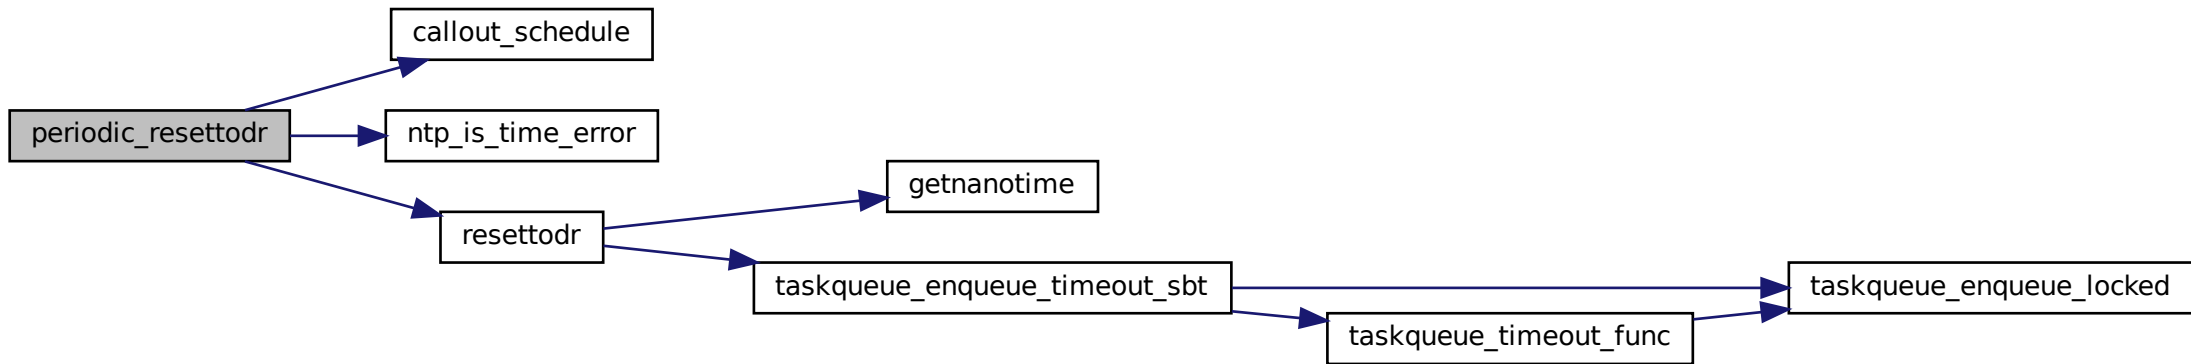 callout_schedule
periodic_resettodr
ntp_is_time_error
getnanotime
resettodr
taskqueue_enqueue_timeout_sbt
taskqueue_enqueue_locked
taskqueue_timeout_func